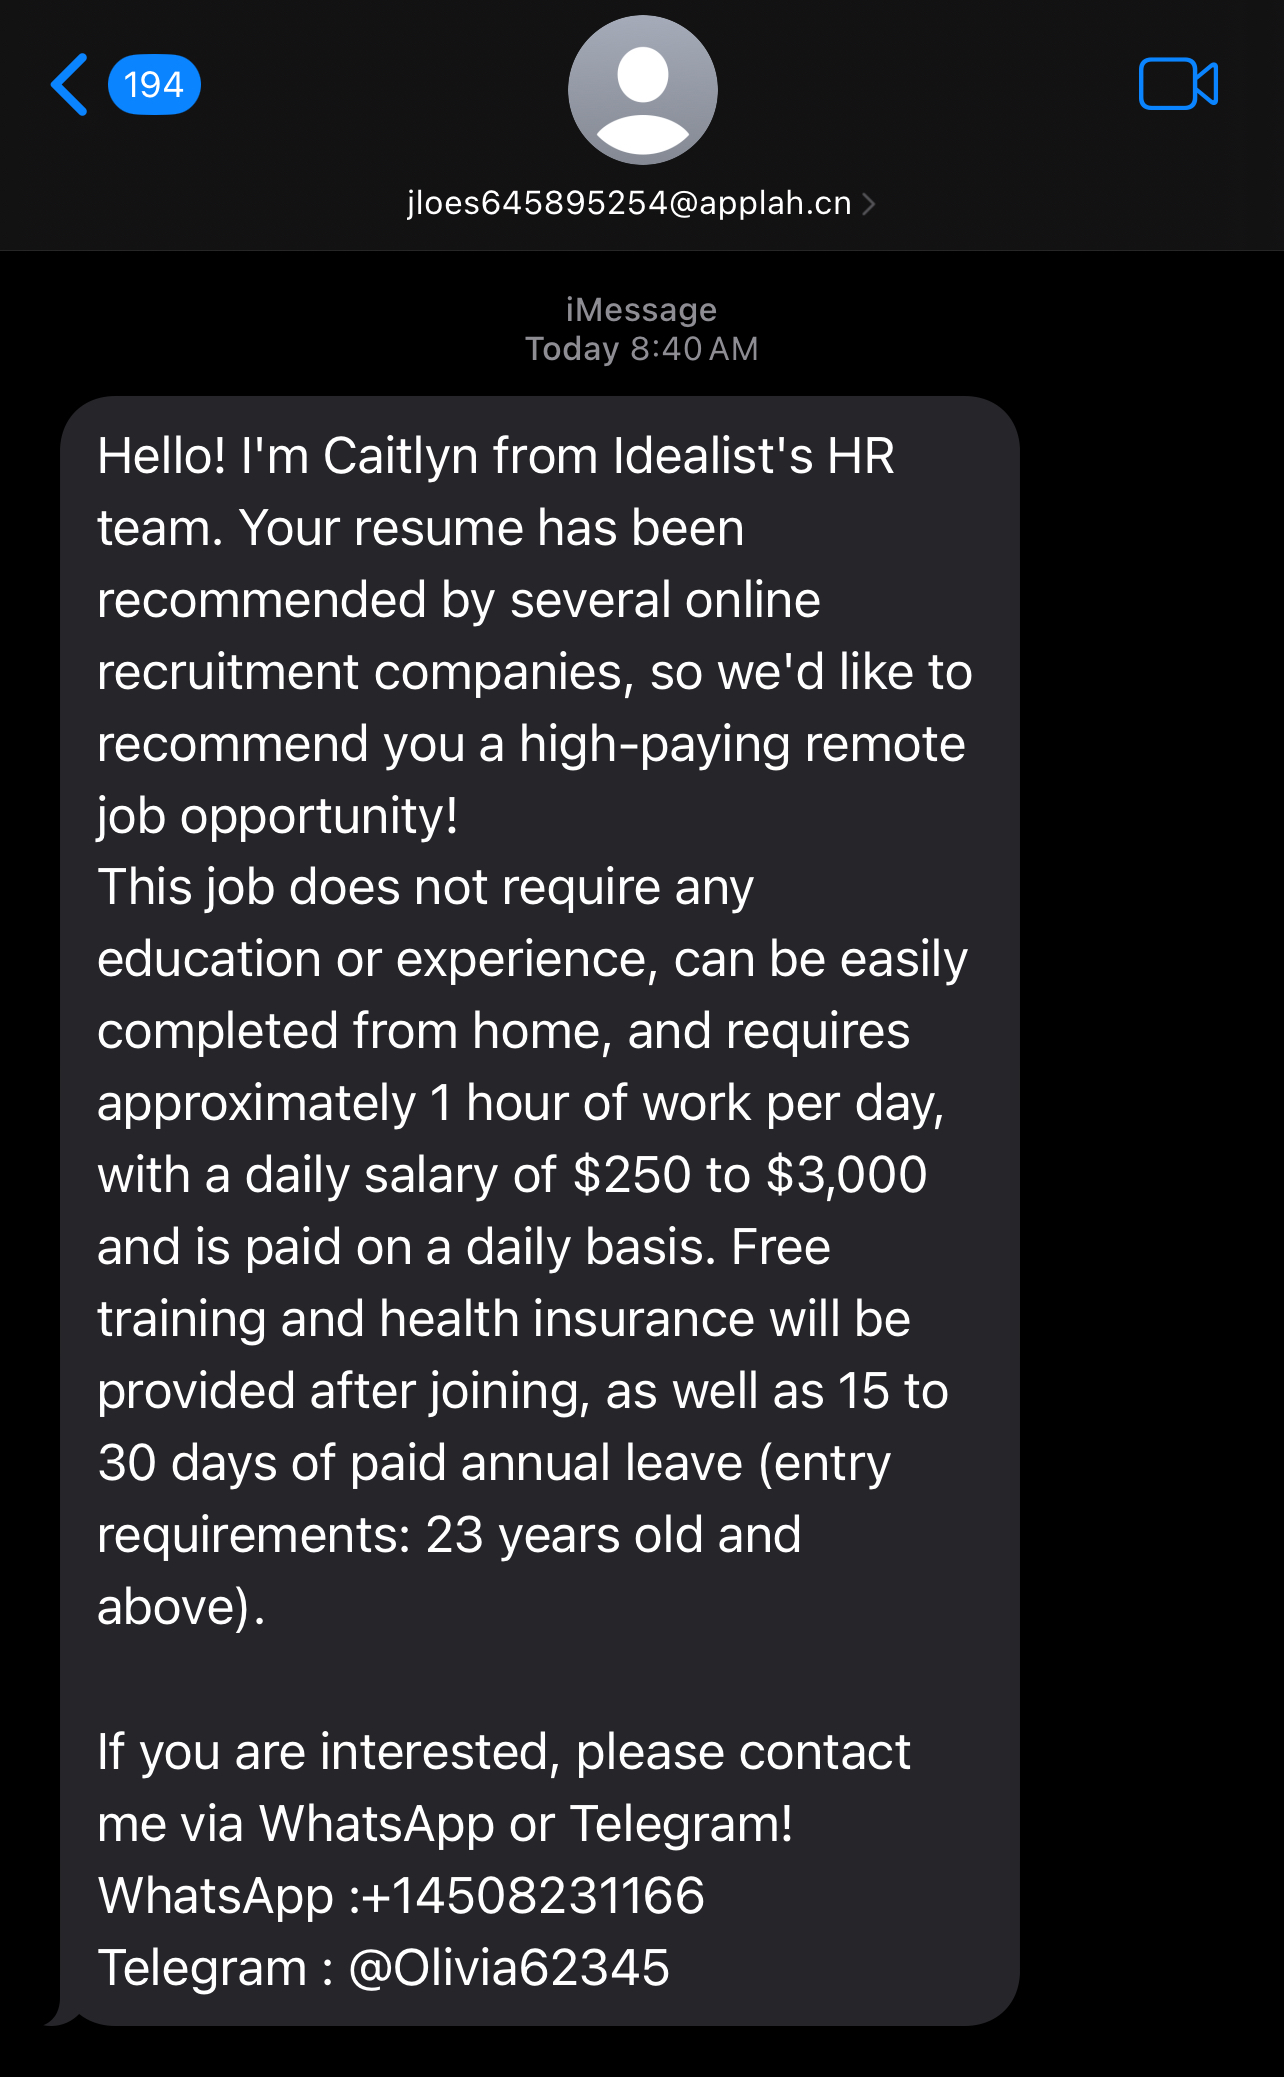 194
jloes645895254@applah.cn
iMessage
Today 8:40 AM
Hello! I'm Caitlyn from Idealist's HR
team. Your resume has been
recommended by several online
recruitment companies, so we'd like to
recommend you a high-paying remote
job opportunity!
This job does not require any
education or experience, can be easily
completed from home, and requires
approximately 1 hour of work per day,
with a daily salary of $250 to $3,000
and is paid on a daily basis. Free
training and health insurance will be
provided after joining, as well as 15 to
30 days of paid annual leave (entry
requirements: 23 years old and
above).
If you are interested, please contact
me via WhatsApp or Telegram!
WhatsApp :+14508231166
Telegram : @Olivia62345